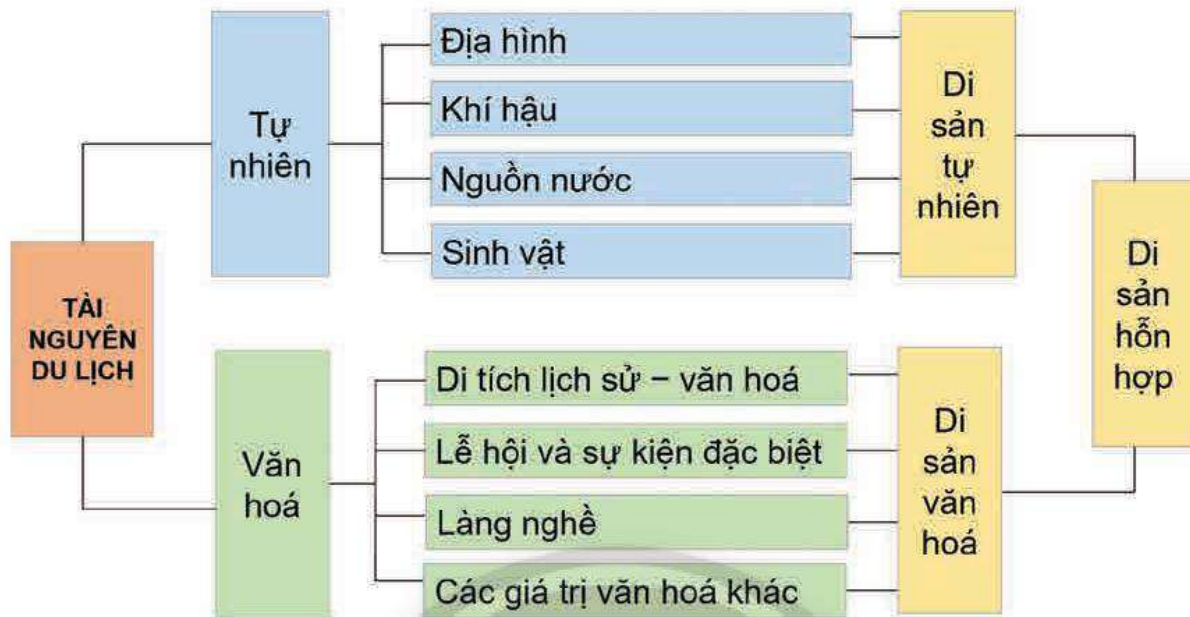 TÀI
NGUYÊN
DU LỊCH
Tự
nhiên
Địa hình
Khí hậu
Nguồn nước
Sinh vật
Di
sản
tự
nhiên
Văn
hoá
Di tích lịch sử – văn hoá
Lễ hội và sự kiện đặc biệt
Làng nghề
Các giá trị văn hoá khác
Di
sản
văn
hoá
Di
sản
hỗn
hợp